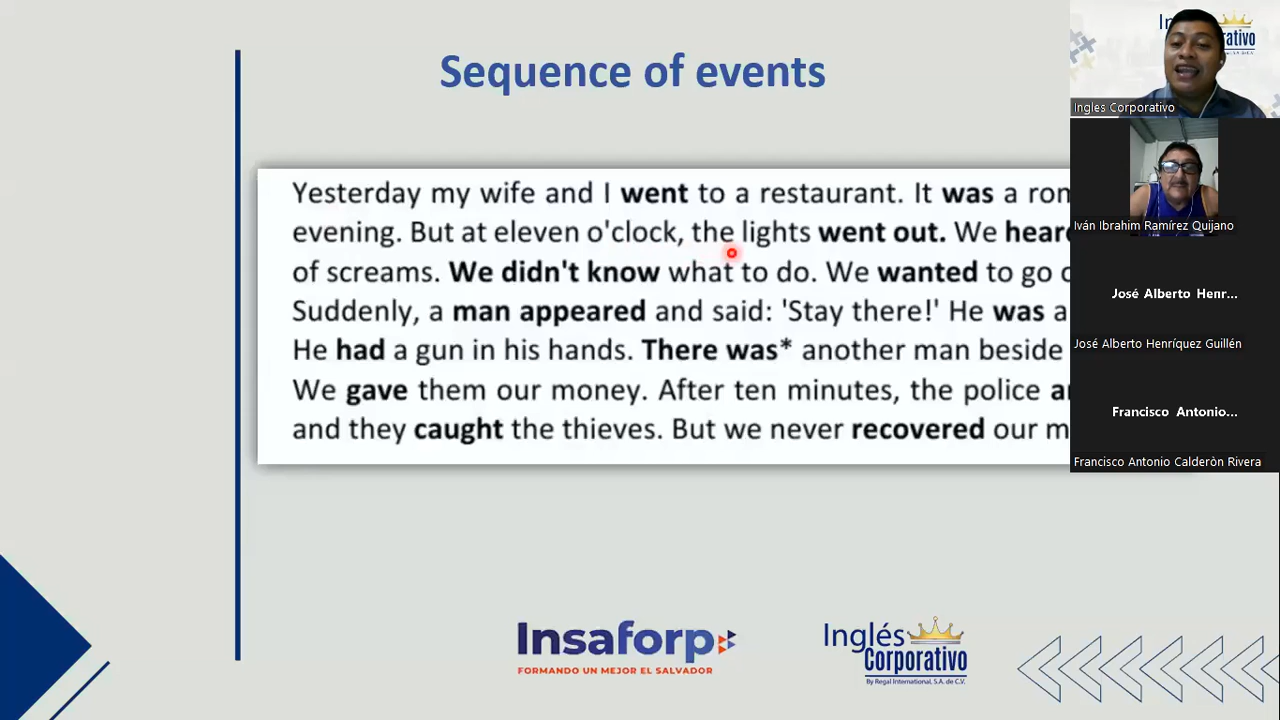 Sequence of events
Yesterday my wife and I went to a restaurant. It was a
evening. But at eleven o'clock, the lights went out. We
of screams. We didn't know what to do. We wanted to go
Suddenly, a man appeared and said: 'Stay there!' He was a
He had a gun in his hands. There was* another man beside
We gave them our money. After ten minutes, the police
and they caught the thieves. But we never recovered our
Insaforp
FORMANDO UN MEJOR EL SALVADOR
Inglés
Corporativo
By Regal International, S.A. de C.V.
Ingles Corporativo
Iván Ibrahim Ramírez Quijano
José Alberto Henr...
José Alberto Henríquez Guillén
Francisco Antonio...
Francisco Antonio Calderòn Rivera